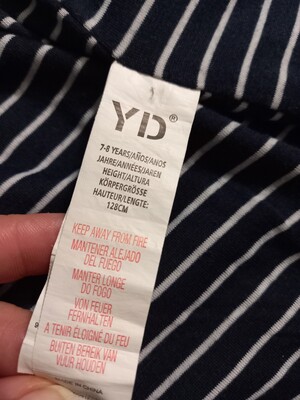 YD®
7-8 YEARS/AÑOS/ANOS
JAHRE/ANNÉES/JAREN
HEIGHT/ALTURA
KÖRPERGRÖSSE
HAUTEUR/LENGTE:
128CM
KEEP AWAY FROM FIRE
MANTENER ALEJADO
DEL FUEGO
MANTER LONGE
DO FOGO
VON FEUER
FERNHALTEN
A TENIR ÉLOIGNÉ DU FEU
BUITEN BEREIK VAN
VUUR HOUDEN
IN CHINA